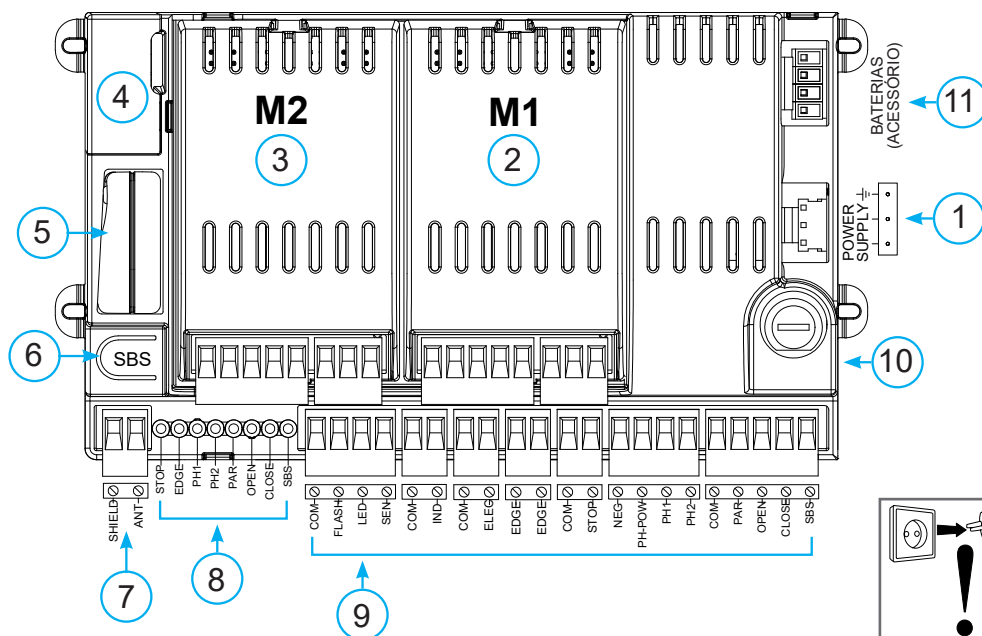 4
M2
3
M1
2
BATERIAS
(ACESSÓRIO)
11
5
POWER
SUPPLY
1
6
SBS
10
STOP
EDGE
PH1
PH2
PAR
OPEN
CLOSE
SBS
SHIELD
ANT
COM
FLASH
LED
SEN
COM
IND
COM
ELEG
EDGE
EDGE
COM
STOP
NEG
PH-POW
PH1
PH2
COM
PAR
OPEN
CLOSE
SBS
7
8
9
!